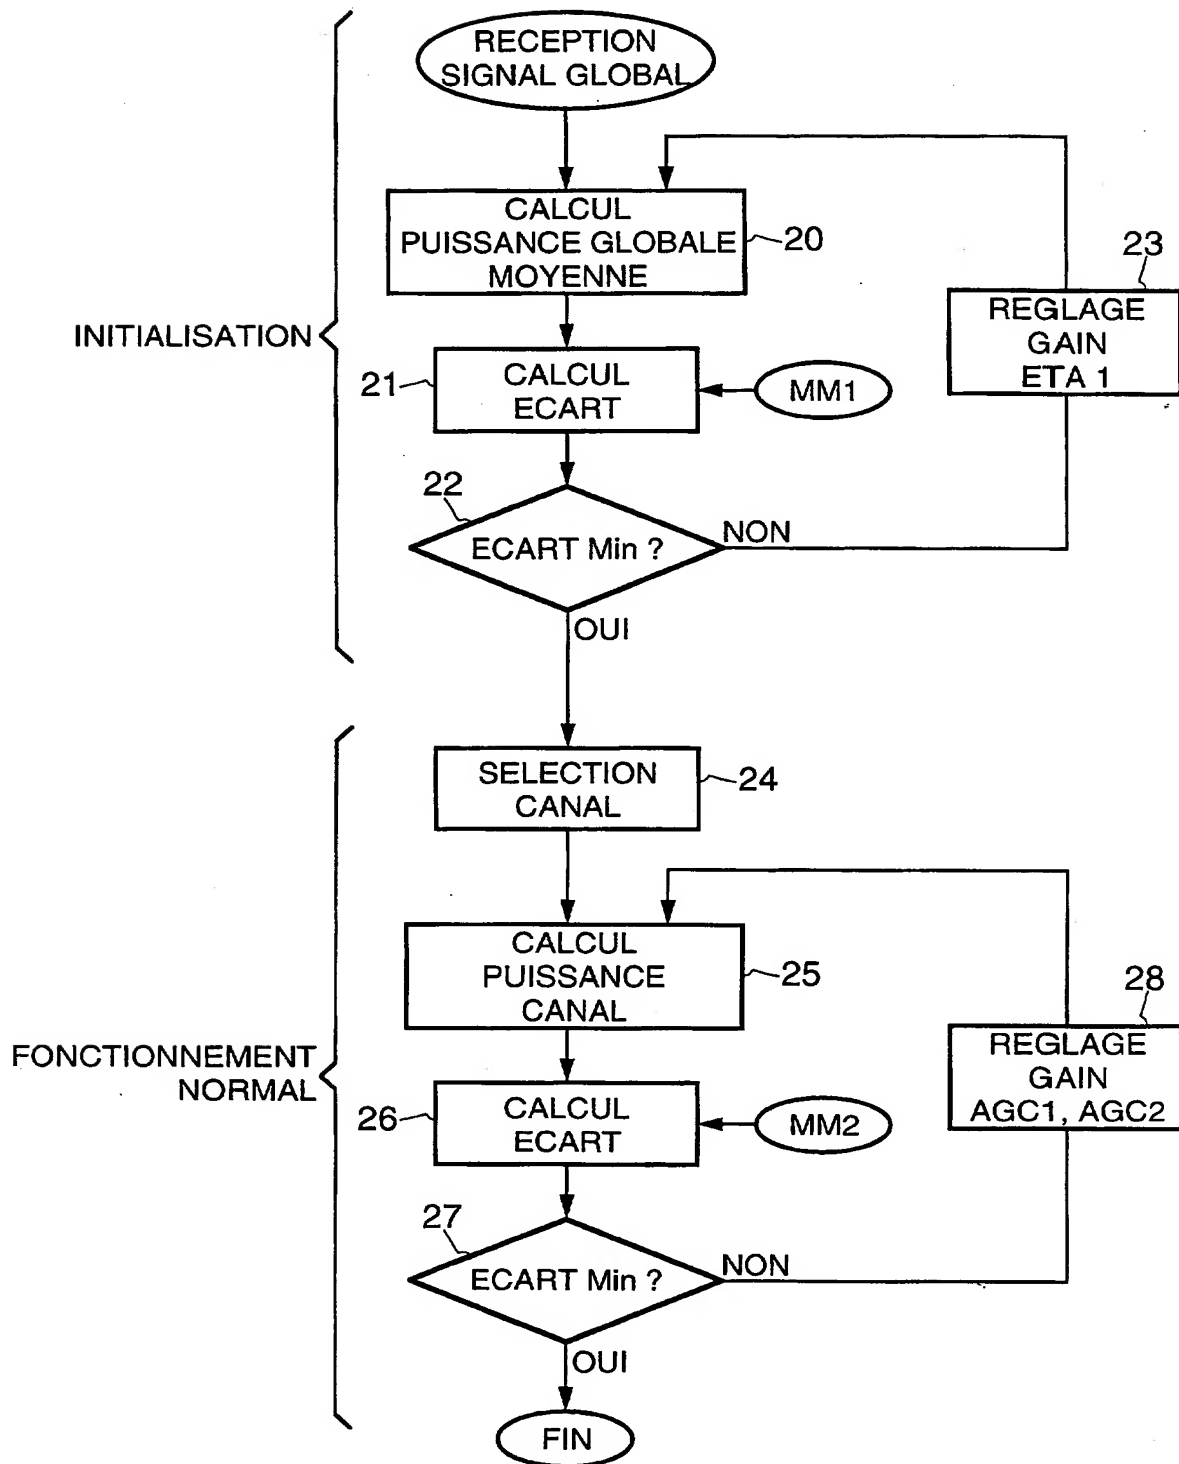 RECEPTION
SIGNAL GLOBAL
CALCUL
PUISSANCE GLOBALE
MOYENNE
20
23
REGLAGE
GAIN
ETA 1
INITIALISATION
21
CALCUL
ECART
MM1
22
ECART Min ?
NON
OUI
SELECTION
CANAL
24
CALCUL
PUISSANCE
CANAL
25
28
REGLAGE
GAIN
AGC1, AGC2
FONCTIONNEMENT
NORMAL
26
CALCUL
ECART
MM2
27
ECART Min ?
NON
OUI
FIN